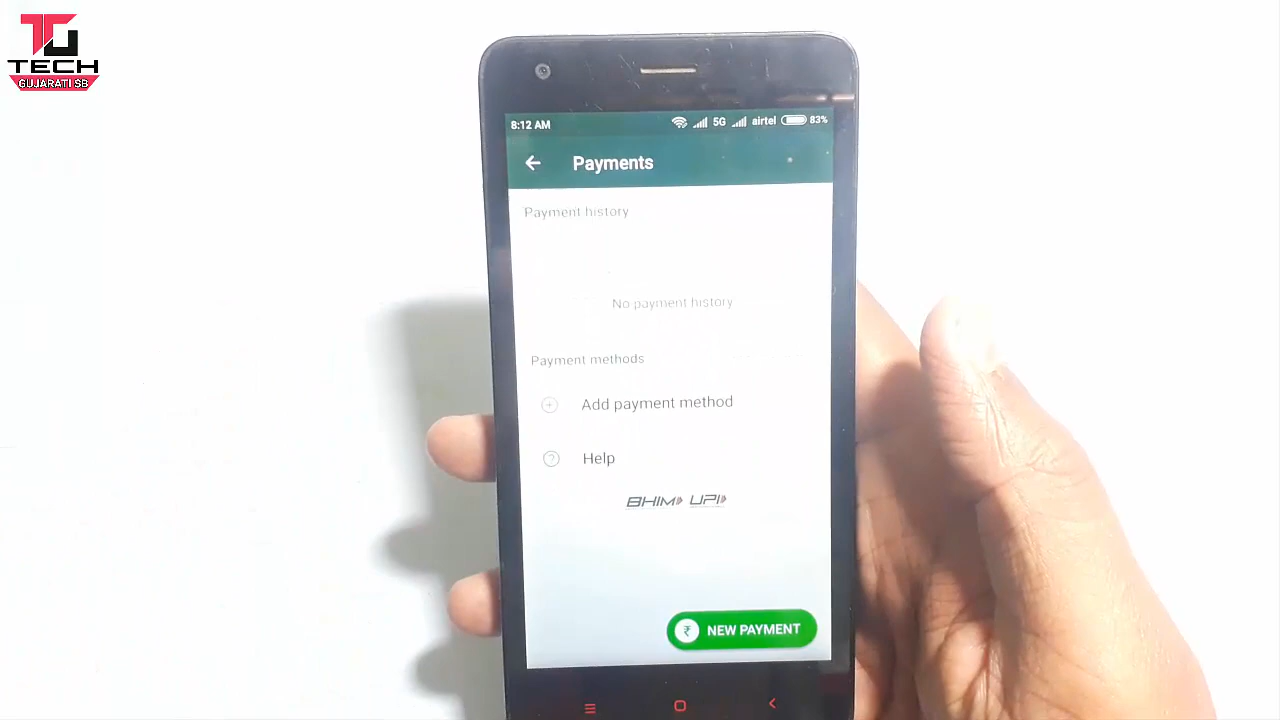 TU
TECH
GUJARATI SB
8:12 AM 5G airtel 83%
Payments
Payment history
No payment history
Payment methods
Add payment method
Help
BHIM UPI
₹ NEW PAYMENT